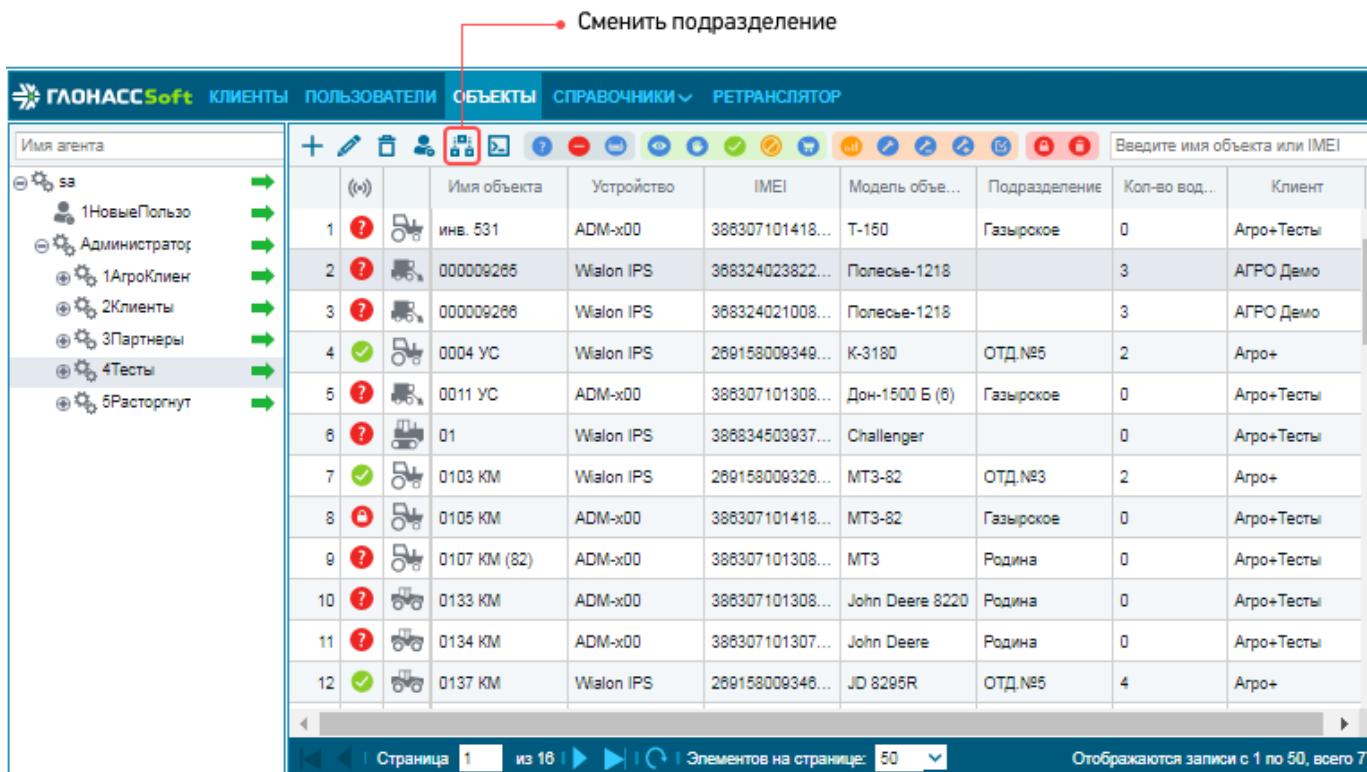 Сменить подразделение
ГЛОНАССSoft КЛИЕНТЫ ПОЛЬЗОВАТЕЛИ ОБЪЕКТЫ СПРАВОЧНИКИ РЕТРАНСЛЯТОР
Имя агента
Введите имя объекта или IMEI
sa
1НовыеПользо
Администратор
1АгроКлиен
2Клиенты
3Партнеры
4Тесты
5Расторгнут
Имя объекта Устройство IMEI Модель объе... Подразделение Кол-во вод... Клиент
1 инв. 531 ADM-x00 386307101418... Т-150 Газырское 0 Агро+Тесты
2 000009265 Wialon IPS 368324023822... Полесье-1218 3 АГРО Демо
3 000009266 Wialon IPS 368324021008... Полесье-1218 3 АГРО Демо
4 0004 УС Wialon IPS 269158009349... К-3180 ОТД.№5 2 Агро+
5 0011 УС ADM-x00 386307101308... Дон-1500 Б (6) Газырское 0 Агро+Тесты
6 01 Wialon IPS 386834503937... Challenger 0 Агро+Тесты
7 0103 КМ Wialon IPS 269158009326... МТЗ-82 ОТД.№3 2 Агро+
8 0105 КМ ADM-x00 386307101418... МТЗ-82 Газырское 0 Агро+Тесты
9 0107 КМ (82) ADM-x00 386307101308... МТЗ Родина 0 Агро+Тесты
10 0133 КМ ADM-x00 386307101308... John Deere 8220 Родина 0 Агро+Тесты
11 0134 КМ ADM-x00 386307101307... John Deere Родина 0 Агро+Тесты
12 0137 КМ Wialon IPS 269158009346... JD 8295R ОТД.№5 4 Агро+
Страница 1 из 16 Элементов на странице: 50 Отображаются записи с 1 по 50, всего 7